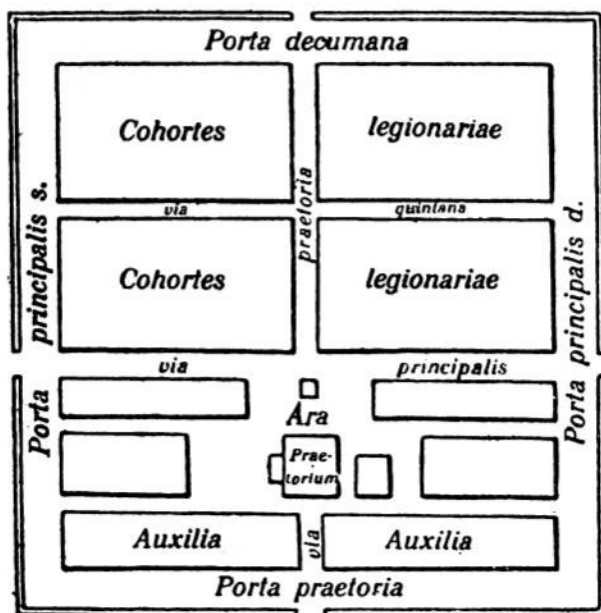 Porta decumana
Cohortes legionariae
praetoria
via quintana
Cohortes legionariae
Porta principalis s.
Porta principalis d.
via principalis
Ara
Prae-
torium
Auxilia Auxilia
via
Porta praetoria